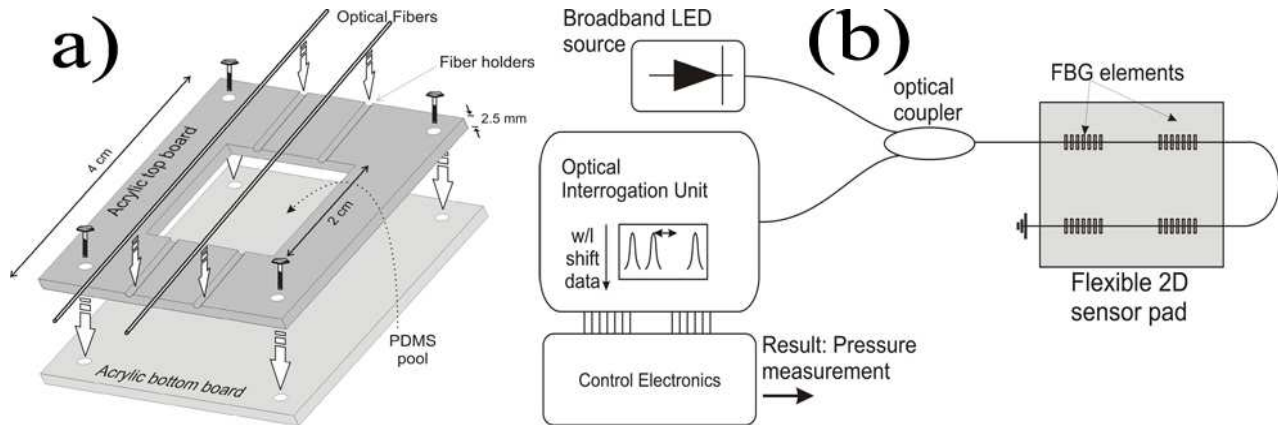 a)
Optical Fibers
Fiber holders
2.5 mm
4 cm
Acrylic top board
2 cm
PDMS
pool
Acrylic bottom board
(b)
Broadband LED
source
optical
coupler
FBG elements
Optical
Interrogation Unit
w/l
shift
data
Flexible 2D
sensor pad
Control Electronics
Result: Pressure
measurement